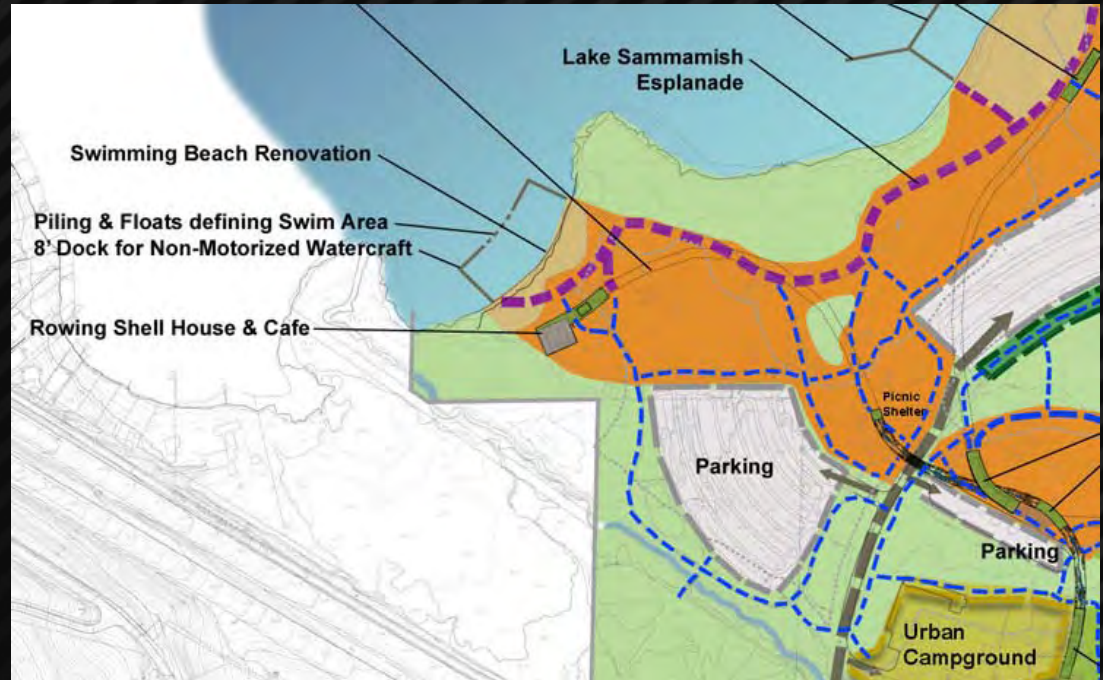 Lake Sammamish
Esplanade
Swimming Beach Renovation
Piling & Floats defining Swim Area
8' Dock for Non-Motorized Watercraft
Rowing Shell House & Cafe
Picnic
Shelter
Parking
Parking
Urban
Campground